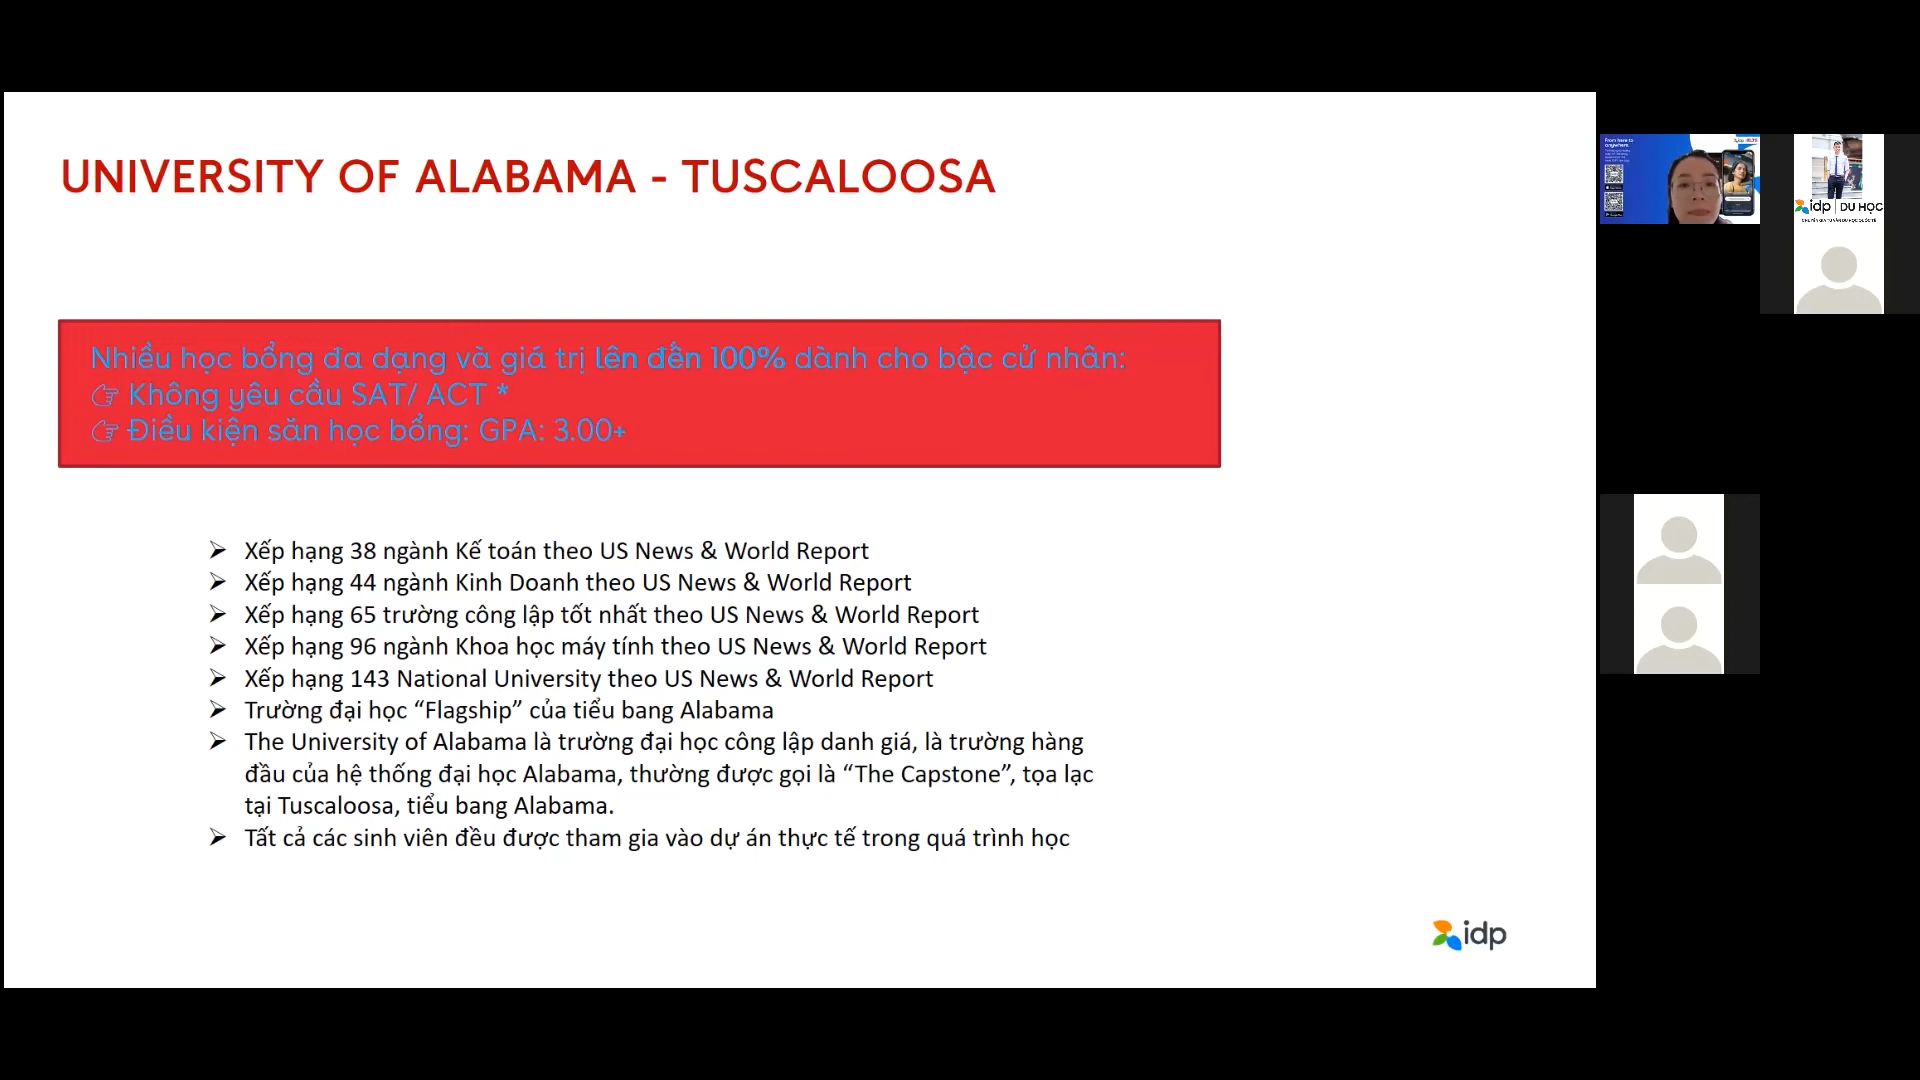 UNIVERSITY OF ALABAMA - TUSCALOOSA
Nhiều học bổng đa dạng và giá trị lên đến 100% dành cho bậc cử nhân:
👉 Không yêu cầu SAT/ ACT *
👉 Điều kiện săn học bổng: GPA: 3.00+
➢ Xếp hạng 38 ngành Kế toán theo US News & World Report
➢ Xếp hạng 44 ngành Kinh Doanh theo US News & World Report
➢ Xếp hạng 65 trường công lập tốt nhất theo US News & World Report
➢ Xếp hạng 96 ngành Khoa học máy tính theo US News & World Report
➢ Xếp hạng 143 National University theo US News & World Report
➢ Trường đại học “Flagship” của tiểu bang Alabama
➢ The University of Alabama là trường đại học công lập danh giá, là trường hàng
đầu của hệ thống đại học Alabama, thường được gọi là “The Capstone”, tọa lạc
tại Tuscaloosa, tiểu bang Alabama.
➢ Tất cả các sinh viên đều được tham gia vào dự án thực tế trong quá trình học
idp
From here to
anywhere.
idp | DU HỌC